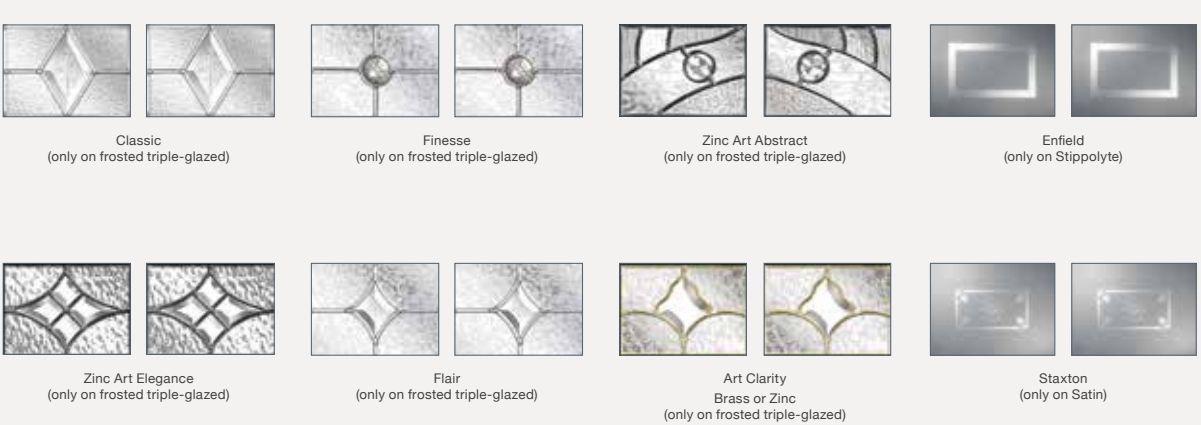 Classic
(only on frosted triple-glazed)
Finesse
(only on frosted triple-glazed)
Zinc Art Abstract
(only on frosted triple-glazed)
Enfield
(only on Stippolyte)
Zinc Art Elegance
(only on frosted triple-glazed)
Flair
(only on frosted triple-glazed)
Art Clarity
Brass or Zinc
(only on frosted triple-glazed)
Staxton
(only on Satin)